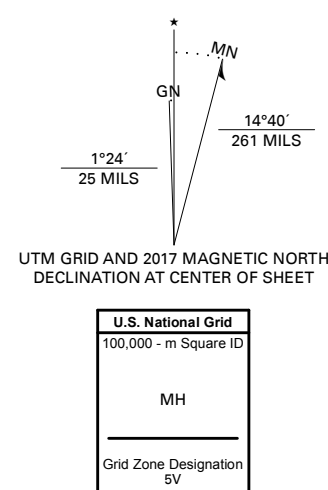 ★
MN
GN
14°40´
261 MILS
1°24´
25 MILS
UTM GRID AND 2017 MAGNETIC NORTH
DECLINATION AT CENTER OF SHEET
U.S. National Grid
100,000 - m Square ID
MH
Grid Zone Designation
5V